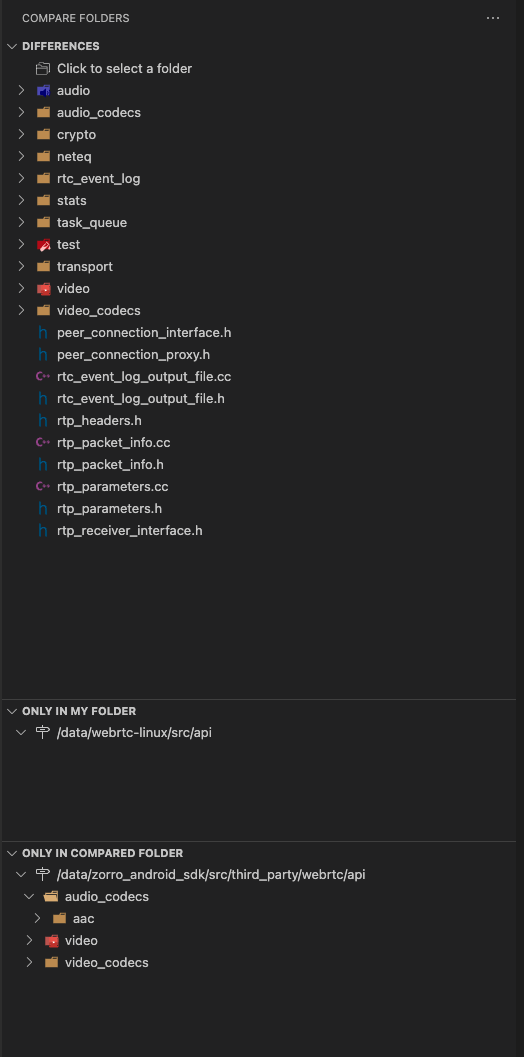 COMPARE FOLDERS
DIFFERENCES
Click to select a folder
audio
audio_codecs
crypto
neteq
rtc_event_log
stats
task_queue
test
transport
video
video_codecs
h peer_connection_interface.h
h peer_connection_proxy.h
C++ rtc_event_log_output_file.cc
h rtc_event_log_output_file.h
h rtp_headers.h
C++ rtp_packet_info.cc
h rtp_packet_info.h
C++ rtp_parameters.cc
h rtp_parameters.h
h rtp_receiver_interface.h
ONLY IN MY FOLDER
/data/webrtc-linux/src/api
ONLY IN COMPARED FOLDER
/data/zorro_android_sdk/src/third_party/webrtc/api
audio_codecs
aac
video
video_codecs